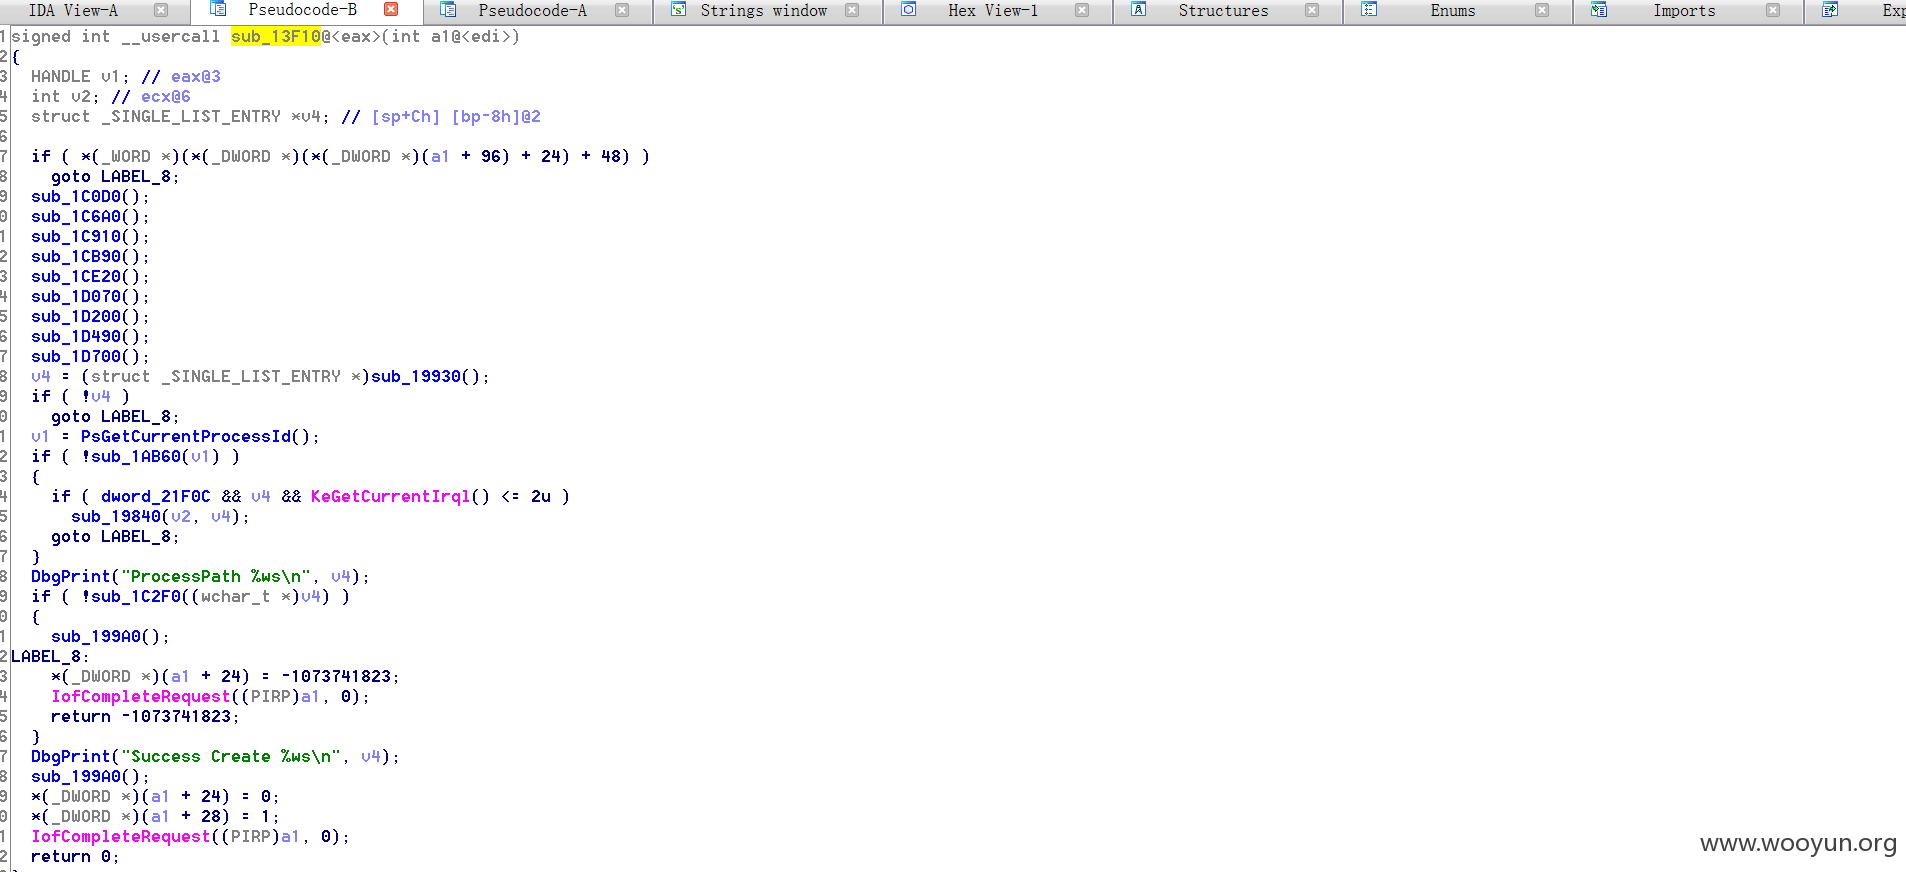 IDA View-A Pseudocode-B Pseudocode-A Strings window Hex View-1 Structures Enums Imports Exp
1 signed int __usercall sub_13F10@<eax>(int a1@<edi>)
2 {
3 HANDLE v1; // eax@3
4 int v2; // ecx@6
5 struct _SINGLE_LIST_ENTRY *v4; // [sp+Ch] [bp-8h]@2
6
7 if ( *(_WORD *)(*(_DWORD *)(*(_DWORD *)(a1 + 96) + 24) + 48) )
8 goto LABEL_8;
9 sub_1C0D0();
0 sub_1C6A0();
1 sub_1C910();
2 sub_1CB90();
3 sub_1CE20();
4 sub_1D070();
5 sub_1D200();
6 sub_1D490();
7 sub_1D700();
8 v4 = (struct _SINGLE_LIST_ENTRY *)sub_19930();
9 if ( !v4 )
0 goto LABEL_8;
1 v1 = PsGetCurrentProcessId();
2 if ( !sub_1AB60(v1) )
3 {
4 if ( dword_21F0C && v4 && KeGetCurrentIrql() <= 2u )
5 sub_19840(v2, v4);
6 goto LABEL_8;
7 }
8 DbgPrint("ProcessPath %ws\n", v4);
9 if ( !sub_1C2F0((wchar_t *)v4) )
0 {
1 sub_199A0();
2 LABEL_8:
3 *(_DWORD *)(a1 + 24) = -1073741823;
4 IofCompleteRequest((PIRP)a1, 0);
5 return -1073741823;
6 }
7 DbgPrint("Success Create %ws\n", v4);
8 sub_199A0();
9 *(_DWORD *)(a1 + 24) = 0;
0 *(_DWORD *)(a1 + 28) = 1;
1 IofCompleteRequest((PIRP)a1, 0);
2 return 0;
www.wooyun.org